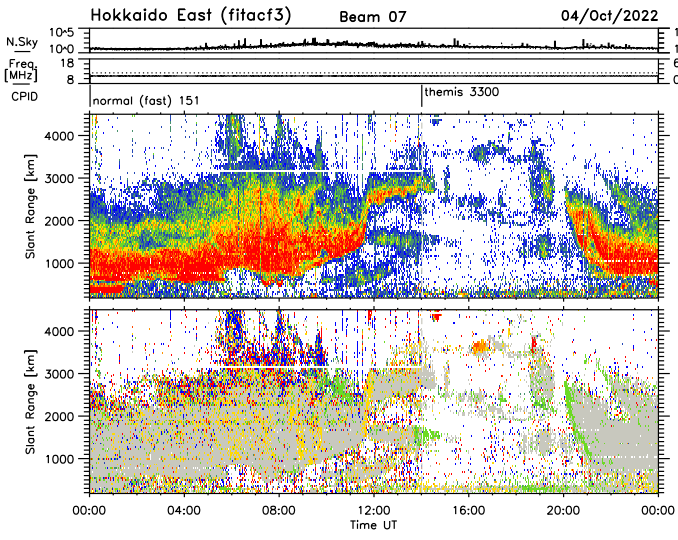 Hokkaido East (fitacf3) Beam 07 04/Oct/2022
N.Sky 10^5 10^0
Freq. [MHz] 18 8
CPID normal (fast) 151 themis 3300
Slant Range [km] 4000 3000 2000 1000
Slant Range [km] 4000 3000 2000 1000
00:00 04:00 08:00 12:00 16:00 20:00 00:00
Time UT